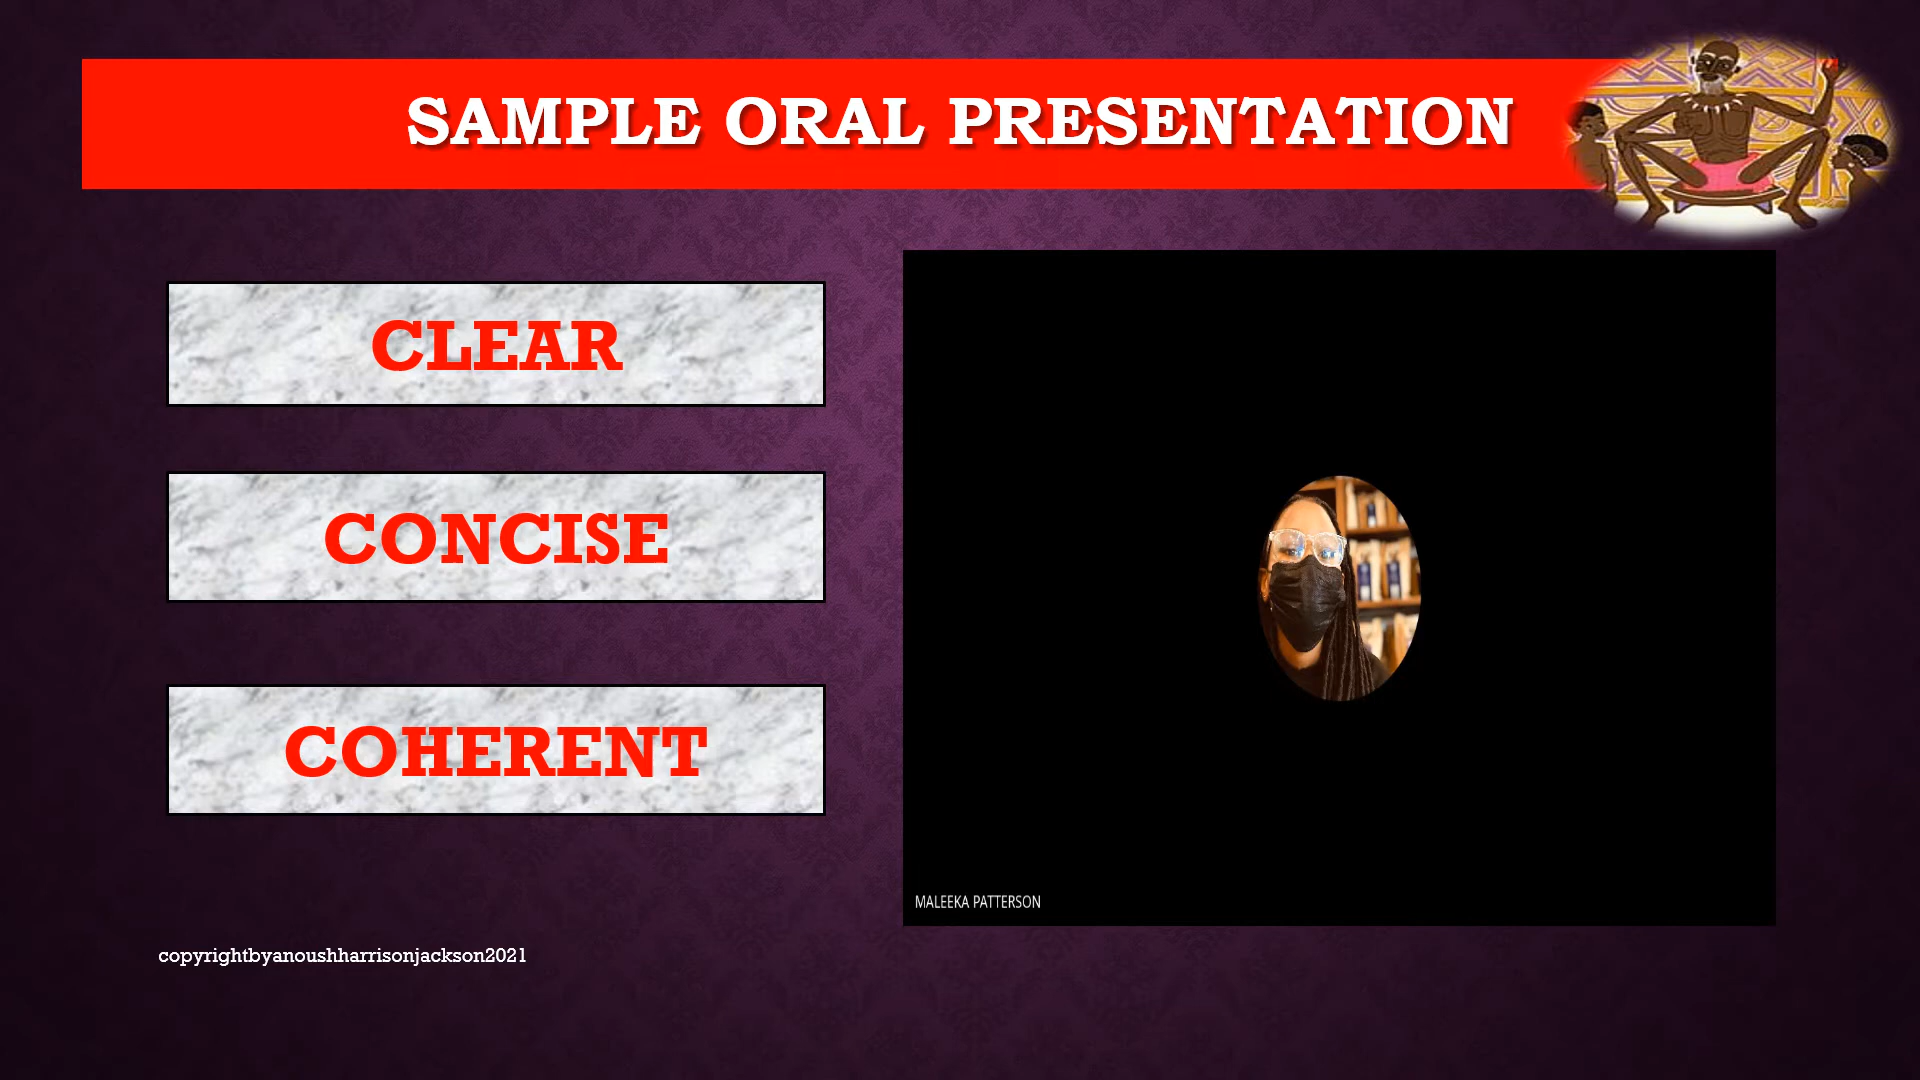 SAMPLE ORAL PRESENTATION
CLEAR
CONCISE
COHERENT
MALEEKA PATTERSON
copyrightbyanoushharrisonjackson2021